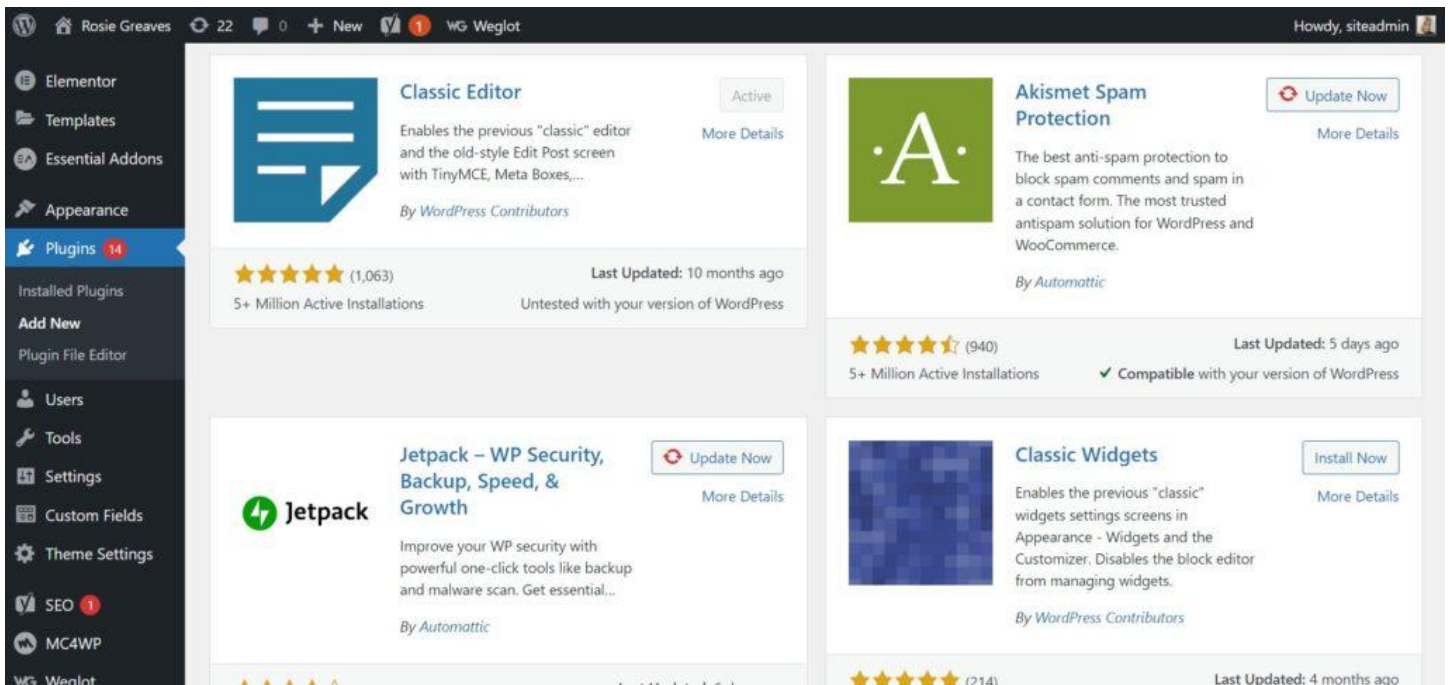 Rosie Greaves 22 0 + New 1 WG Weglot Howdy, siteadmin
Elementor
Templates
Essential Addons
Appearance
Plugins 14
Installed Plugins
Add New
Plugin File Editor
Users
Tools
Settings
Custom Fields
Theme Settings
SEO 1
MC4WP
WG Weglot
Classic Editor
Active
More Details
Enables the previous "classic" editor
and the old-style Edit Post screen
with TinyMCE, Meta Boxes,...
By WordPress Contributors
(1,063)
Last Updated: 10 months ago
5+ Million Active Installations
Untested with your version of WordPress
·A·
Akismet Spam
Protection
Update Now
More Details
The best anti-spam protection to
block spam comments and spam in
a contact form. The most trusted
antispam solution for WordPress and
WooCommerce.
By Automattic
(940)
Last Updated: 5 days ago
5+ Million Active Installations
✓ Compatible with your version of WordPress
Jetpack
Jetpack – WP Security,
Backup, Speed, &
Growth
Update Now
More Details
Improve your WP security with
powerful one-click tools like backup
and malware scan. Get essential...
By Automattic
Classic Widgets
Install Now
More Details
Enables the previous "classic"
widgets settings screens in
Appearance - Widgets and the
Customizer. Disables the block editor
from managing widgets.
By WordPress Contributors
(214)
Last Updated: 4 months ago